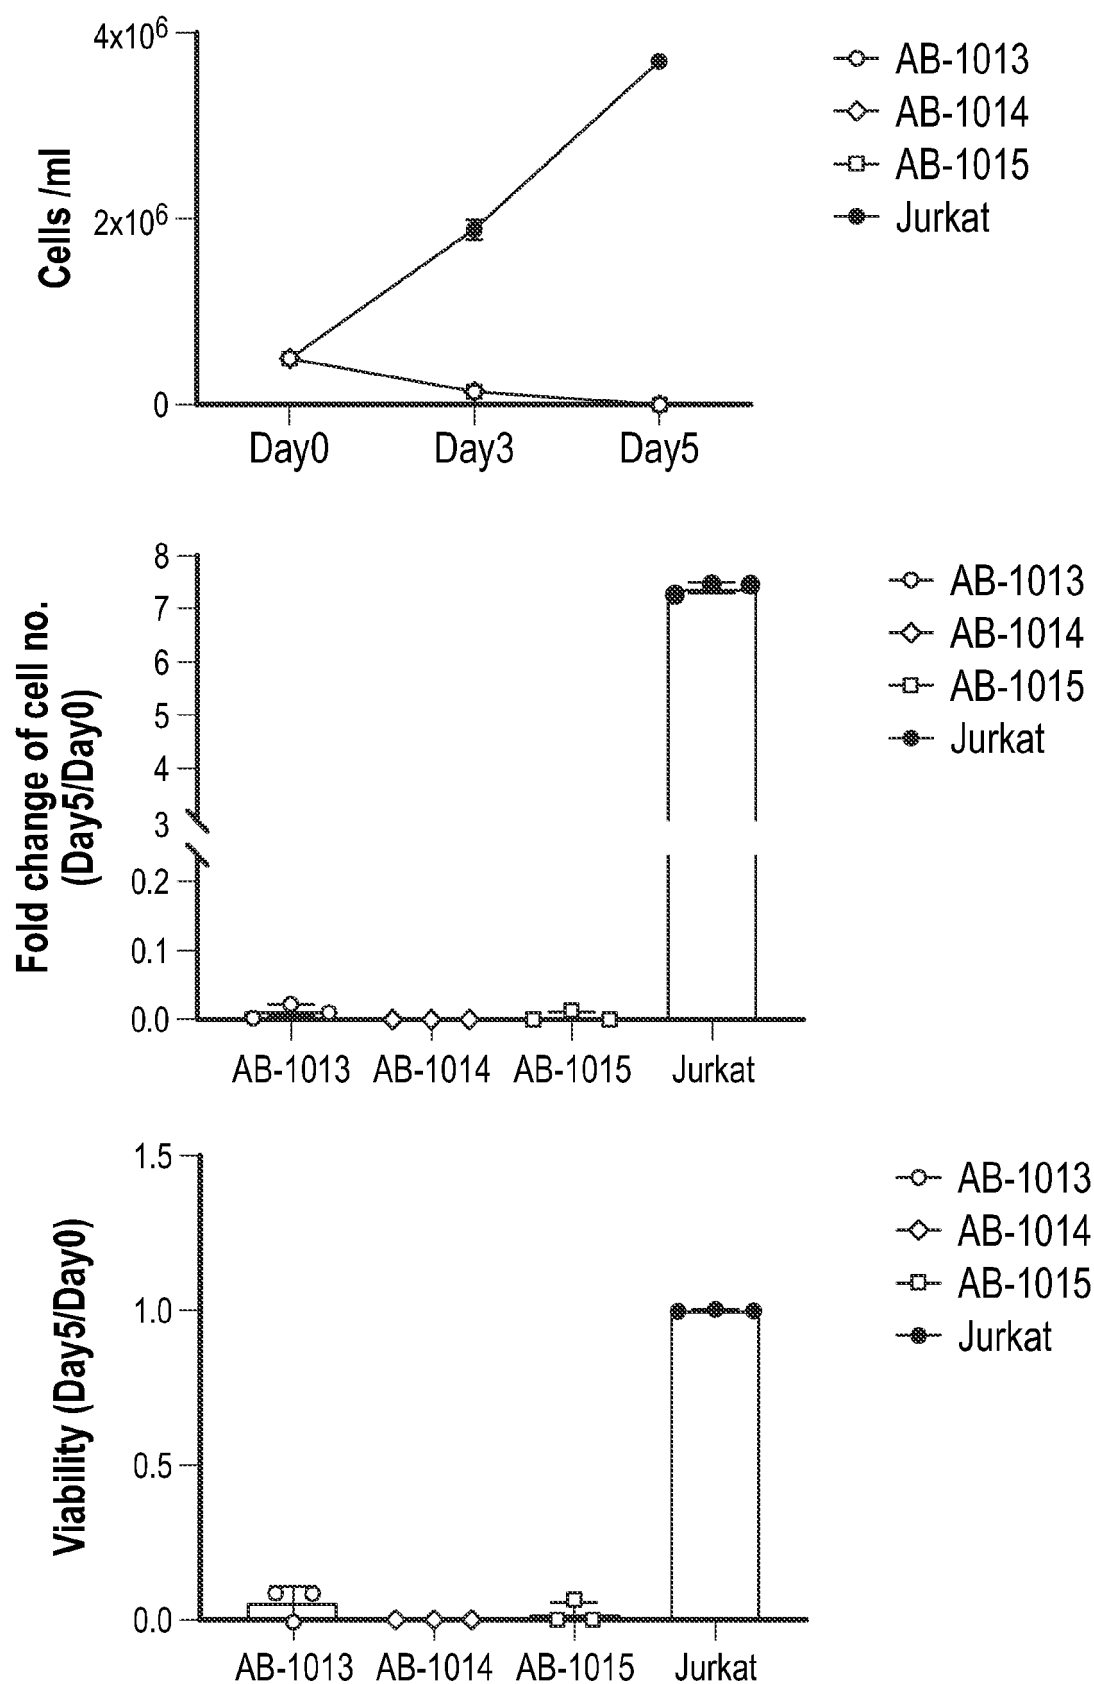 4x10⁶
2x10⁶
0
Cells /ml
Day0 Day3 Day5
AB-1013
AB-1014
AB-1015
Jurkat
Fold change of cell no.
(Day5/Day0)
8
7
6
5
4
3
0.2
0.1
0.0
AB-1013 AB-1014 AB-1015 Jurkat
AB-1013
AB-1014
AB-1015
Jurkat
Viability (Day5/Day0)
1.5
1.0
0.5
0.0
AB-1013 AB-1014 AB-1015 Jurkat
AB-1013
AB-1014
AB-1015
Jurkat